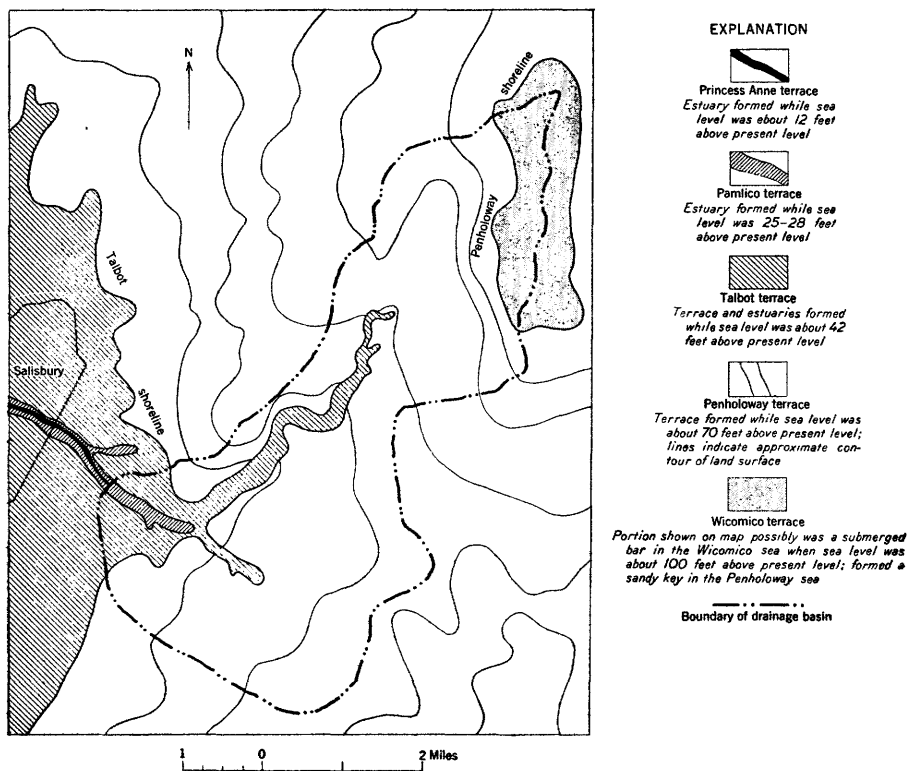 N
shoreline
Penholoway
Talbot
shoreline
Salisbury
1 0 2 Miles
EXPLANATION
Princess Anne terrace
Estuary formed while sea
level was about 12 feet
above present level
Pamlico terrace
Estuary formed while sea
level was 25-28 feet
above present level
Talbot terrace
Terrace and estuaries formed
while sea level was about 42
feet above present level
Penholoway terrace
Terrace formed while sea level was
about 70 feet above present level;
lines indicate approximate con-
tour of land surface
Wicomico terrace
Portion shown on map possibly was a submerged
bar in the Wicomico sea when sea level was
about 100 feet above present level; formed a
sandy key in the Penholoway sea
Boundary of drainage basin